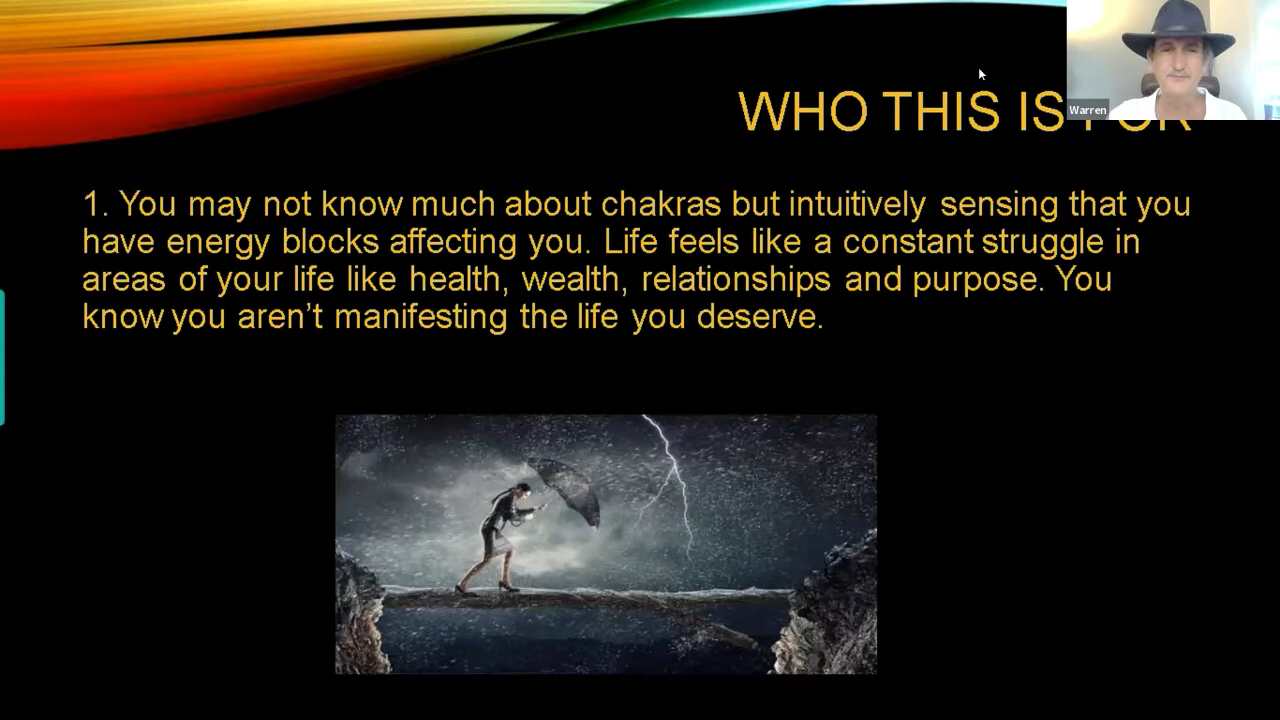 WHO THIS IS FOR
Warren
1. You may not know much about chakras but intuitively sensing that you
have energy blocks affecting you. Life feels like a constant struggle in
areas of your life like health, wealth, relationships and purpose. You
know you aren’t manifesting the life you deserve.